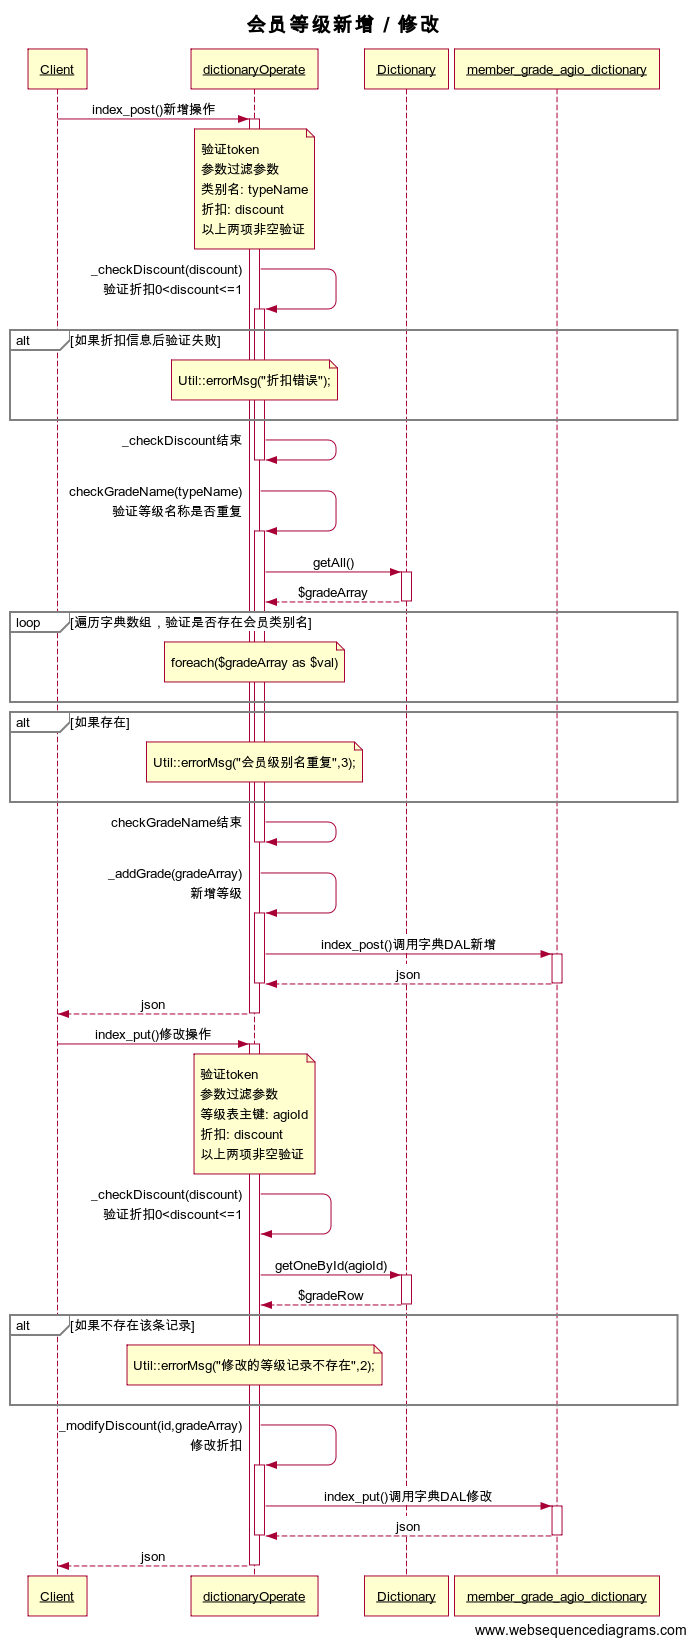 会员等级新增 / 修改
Client
dictionaryOperate
Dictionary
member_grade_agio_dictionary
index_post()新增操作
验证token
参数过滤参数
类别名: typeName
折扣: discount
以上两项非空验证
_checkDiscount(discount)
验证折扣0<discount<=1
alt
[如果折扣信息后验证失败]
Util::errorMsg("折扣错误");
_checkDiscount结束
checkGradeName(typeName)
验证等级名称是否重复
getAll()
$gradeArray
loop
[遍历字典数组，验证是否存在会员类别名]
foreach($gradeArray as $val)
alt
[如果存在]
Util::errorMsg("会员级别名重复",3);
checkGradeName结束
_addGrade(gradeArray)
新增等级
index_post()调用字典DAL新增
json
json
index_put()修改操作
验证token
参数过滤参数
等级表主键: agioId
折扣: discount
以上两项非空验证
_checkDiscount(discount)
验证折扣0<discount<=1
getOneById(agioId)
$gradeRow
alt
[如果不存在该条记录]
Util::errorMsg("修改的等级记录不存在",2);
_modifyDiscount(id,gradeArray)
修改折扣
index_put()调用字典DAL修改
json
json
Client
dictionaryOperate
Dictionary
member_grade_agio_dictionary
www.websequencediagrams.com